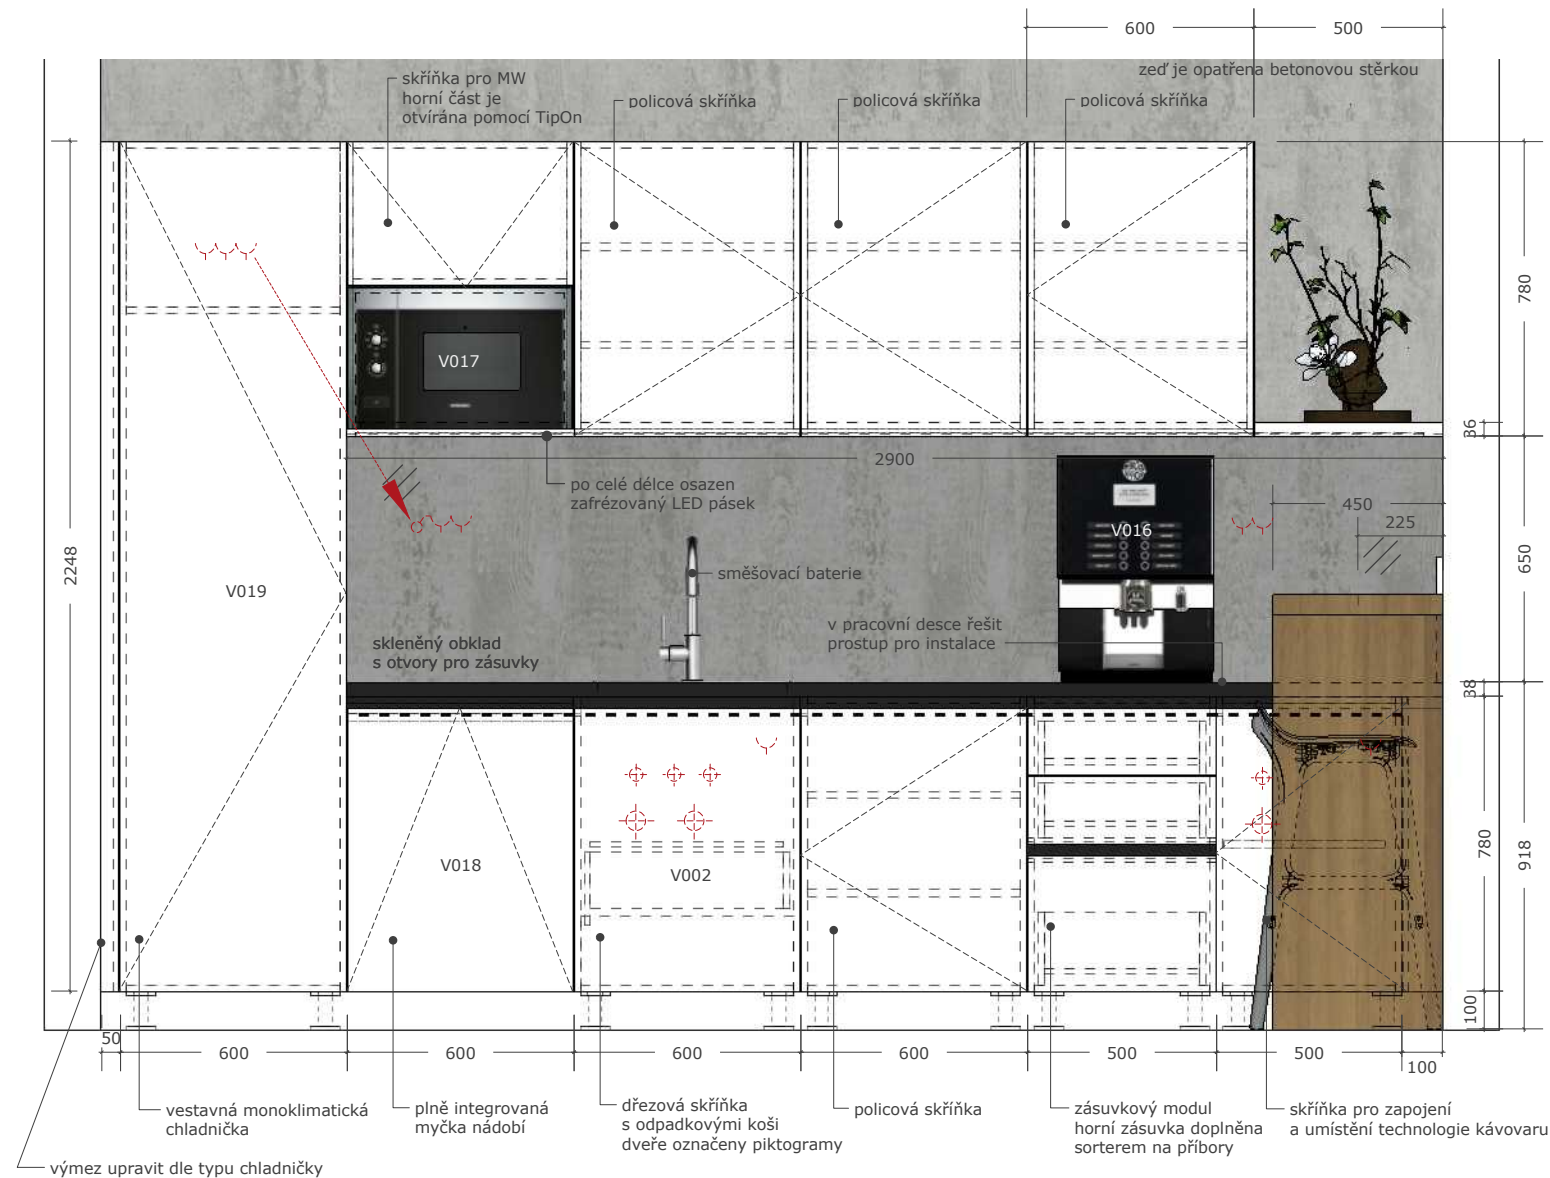 600
500
zeď je opatřena betonovou stěrkou
skříňka pro MW
horní část je
otvírána pomocí TipOn
policová skříňka
policová skříňka
policová skříňka
780
V017
36
2900
po celé délce osazen
zafrézovaný LED pásek
V016
450
225
2248
650
V019
směšovací baterie
v pracovní desce řešit
prostup pro instalace
skleněný obklad
s otvory pro zásuvky
38
V018
V002
780
918
100
50
600
600
600
600
500
500
100
vestavná monoklimatická
chladnička
plně integrovaná
myčka nádobí
dřezová skříňka
s odpadkovými koši
dveře označeny piktogramy
policová skříňka
zásuvkový modul
horní zásuvka doplněna
sorterem na příbory
skříňka pro zapojení
a umístění technologie kávovaru
výmez upravit dle typu chladničky